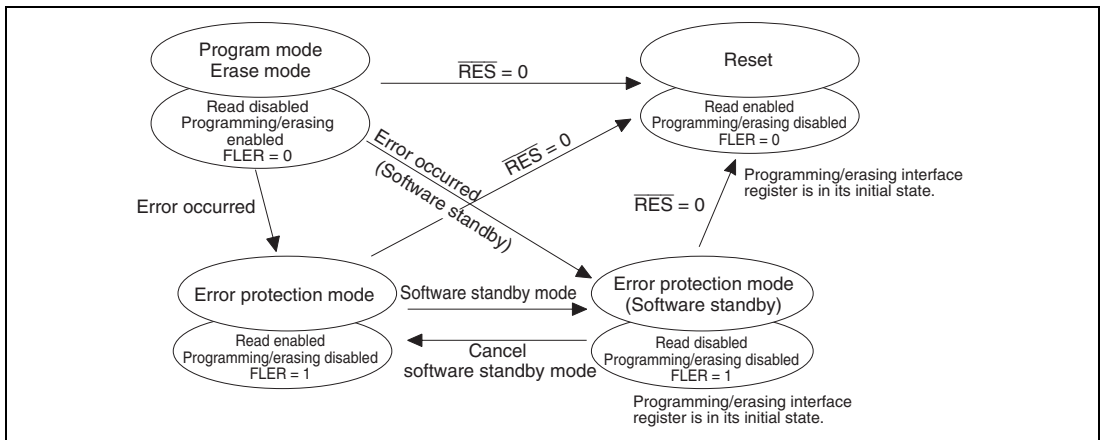 Program mode
Erase mode
RES = 0
Reset
Read disabled
Programming/erasing
enabled
FLER = 0
Read enabled
Programming/erasing disabled
FLER = 0
Error occurred
(Software standby)
RES = 0
Programming/erasing interface
register is in its initial state.
Error occurred
RES = 0
Error protection mode
Software standby mode
Error protection mode
(Software standby)
Read enabled
Programming/erasing disabled
FLER = 1
Cancel
software standby mode
Read disabled
Programming/erasing disabled
FLER = 1
Programming/erasing interface
register is in its initial state.